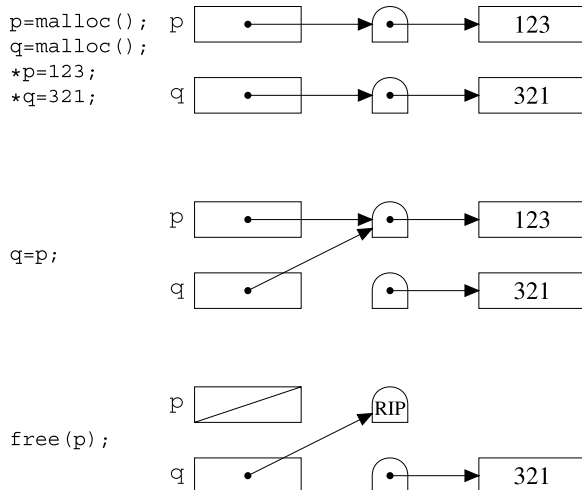 p=malloc();
q=malloc();
*p=123;
*q=321;
p
123
q
321
q=p;
p
123
q
321
free(p);
p
RIP
q
321